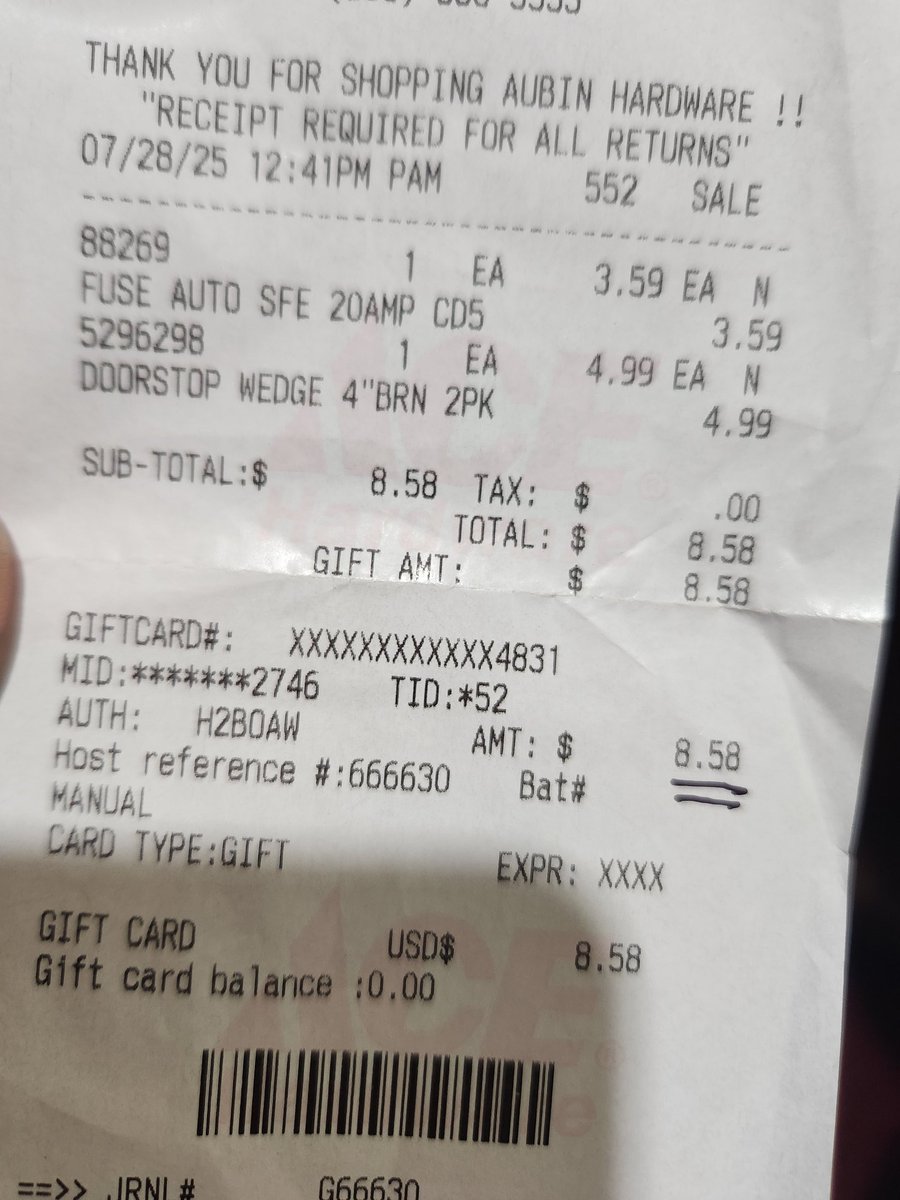 THANK YOU FOR SHOPPING AUBIN HARDWARE !!
"RECEIPT REQUIRED FOR ALL RETURNS"
07/28/25 12:41PM PAM 552 SALE
88269 1 EA 3.59 EA N
FUSE AUTO SFE 20AMP CD5 3.59
5296298 1 EA 4.99 EA N
DOORSTOP WEDGE 4"BRN 2PK 4.99
SUB-TOTAL:$ 8.58 TAX: $ .00
TOTAL: $ 8.58
GIFT AMT: $ 8.58
GIFTCARD#: XXXXXXXXXXXX4831
MID:*******2746 TID:*52
AUTH: H2BOAW AMT: $ 8.58
Host reference #:666630 Bat#
MANUAL
CARD TYPE:GIFT EXPR: XXXX
GIFT CARD USD$ 8.58
Gift card balance :0.00
==>> JRNL# G66630